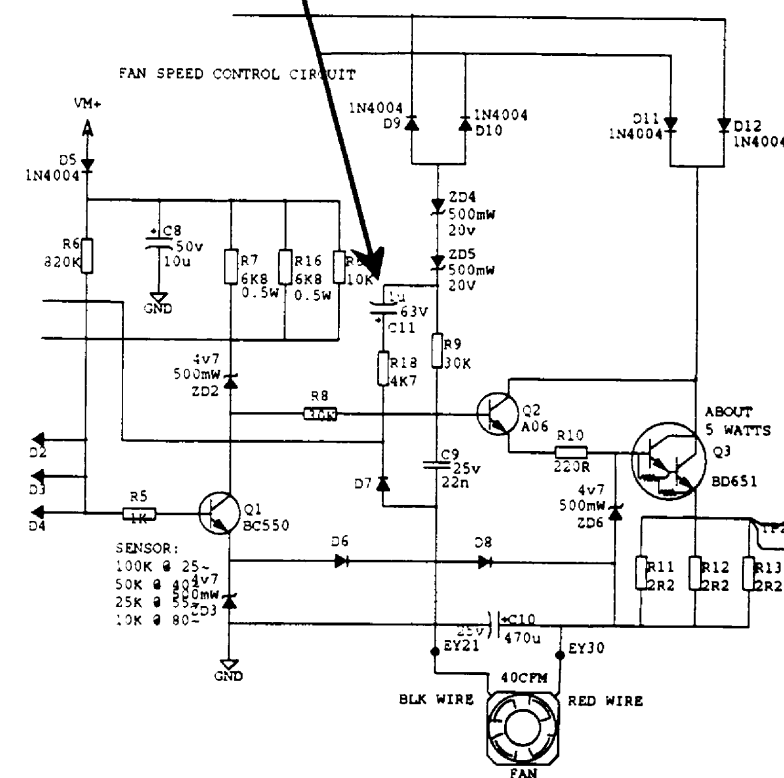 FAN SPEED CONTROL CIRCUIT
VM+
D5
1N4004
1N4004
D9
1N4004
D10
D11
1N4004
D12
1N4004
ZD4
500mW
20v
ZD5
500mW
20V
R6
820K
C8
50v
10u
GND
R7
6K8
0.5W
R16
6K8
0.5W
10K
1u
63V
C11
R18
4K7
R9
30K
4v7
500mW
ZD2
R8
30K
Q2
A06
R10
220R
ABOUT
5 WATTS
Q3
BD651
C9
25v
22n
D7
4v7
500mW
ZD6
D2
D3
D4
R5
1K
Q1
BC550
SENSOR:
100K @ 25~
50K @ 40~
25K @ 55~
10K @ 80~
4v7
500mW
ZD3
D6
D8
R11
2R2
R12
2R2
R13
2R2
C10
25v
470u
EY21
EY30
GND
40CFM
BLK WIRE
RED WIRE
FAN